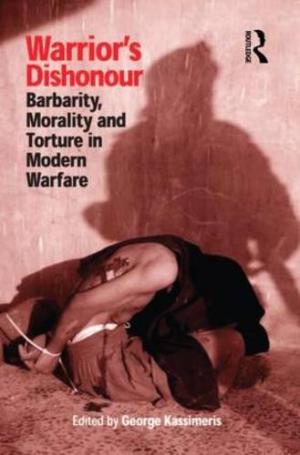 Warrior's
Dishonour
Barbarity,
Morality and
Torture in
Modern
Warfare
ROUTLEDGE
Edited by George Kassimeris